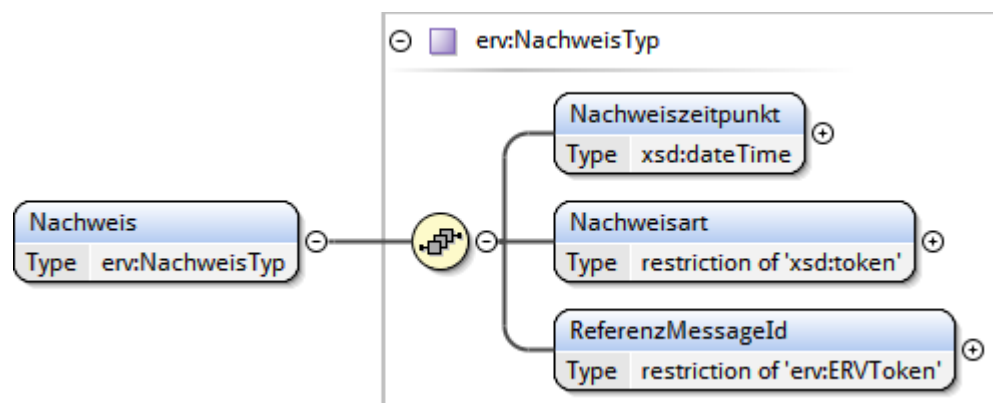 erv:NachweisTyp
Nachweiszeitpunkt
Type xsd:dateTime
Nachweis
Type erv:NachweisTyp
Nachweisart
Type restriction of 'xsd:token'
ReferenzMessageId
Type restriction of 'erv:ERVToken'